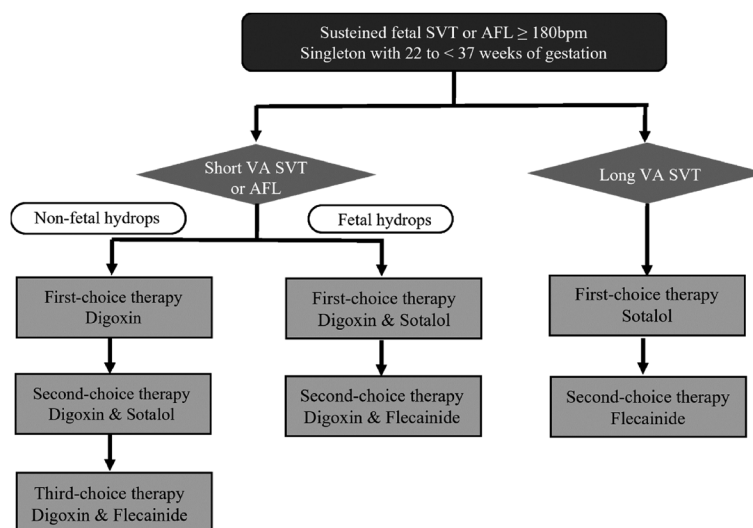 Susteined fetal SVT or AFL ≥ 180bpm
Singleton with 22 to < 37 weeks of gestation
Short VA SVT
or AFL
Long VA SVT
Non-fetal hydrops
Fetal hydrops
First-choice therapy
Digoxin
First-choice therapy
Digoxin & Sotalol
First-choice therapy
Sotalol
Second-choice therapy
Digoxin & Sotalol
Second-choice therapy
Digoxin & Flecainide
Second-choice therapy
Flecainide
Third-choice therapy
Digoxin & Flecainide